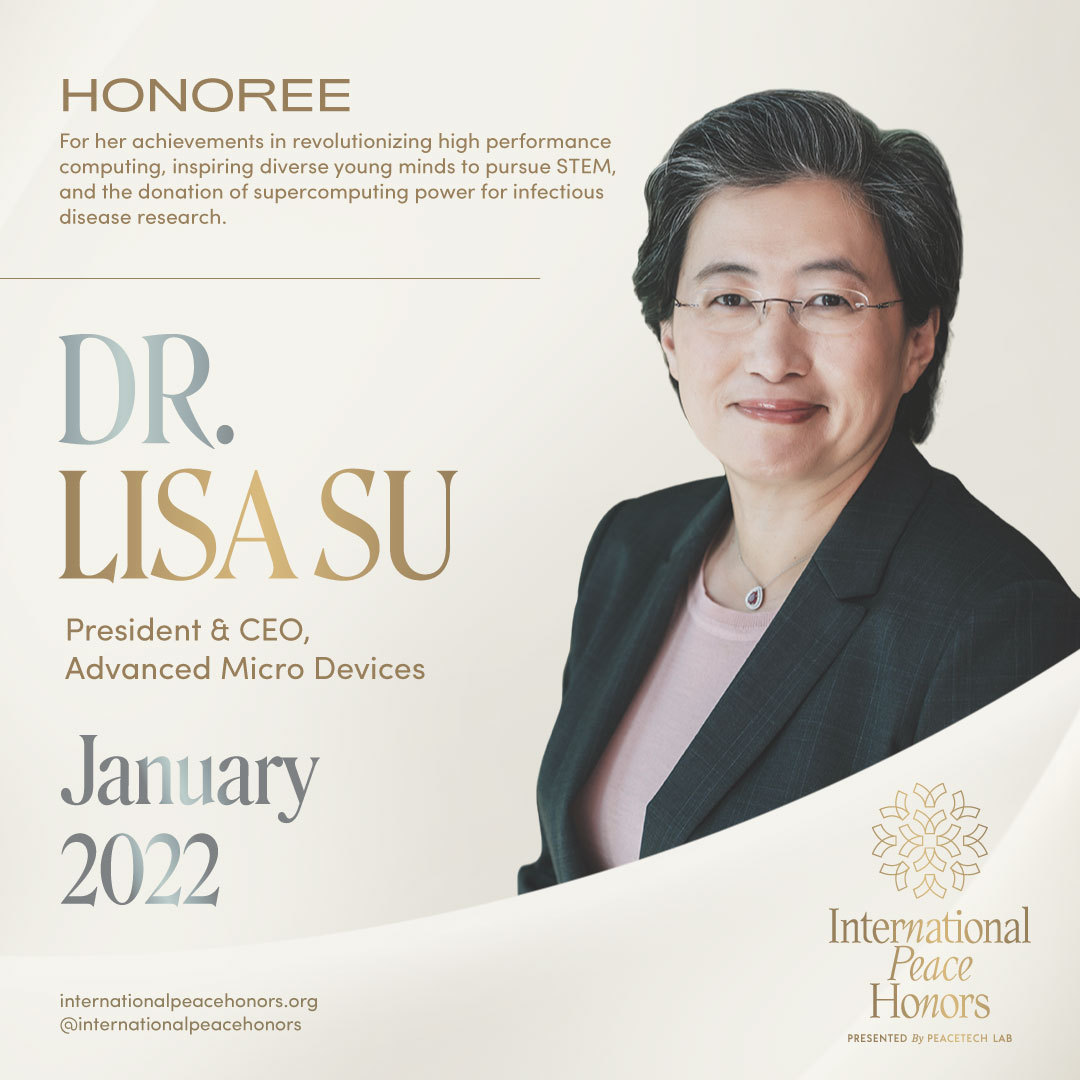 HONOREE
For her achievements in revolutionizing high performance
computing, inspiring diverse young minds to pursue STEM,
and the donation of supercomputing power for infectious
disease research.
DR.
LISA SU
President & CEO,
Advanced Micro Devices
January
2022
internationalpeacehonors.org
@internationalpeacehonors
International
Peace
Honors
PRESENTED By PEACETECH LAB